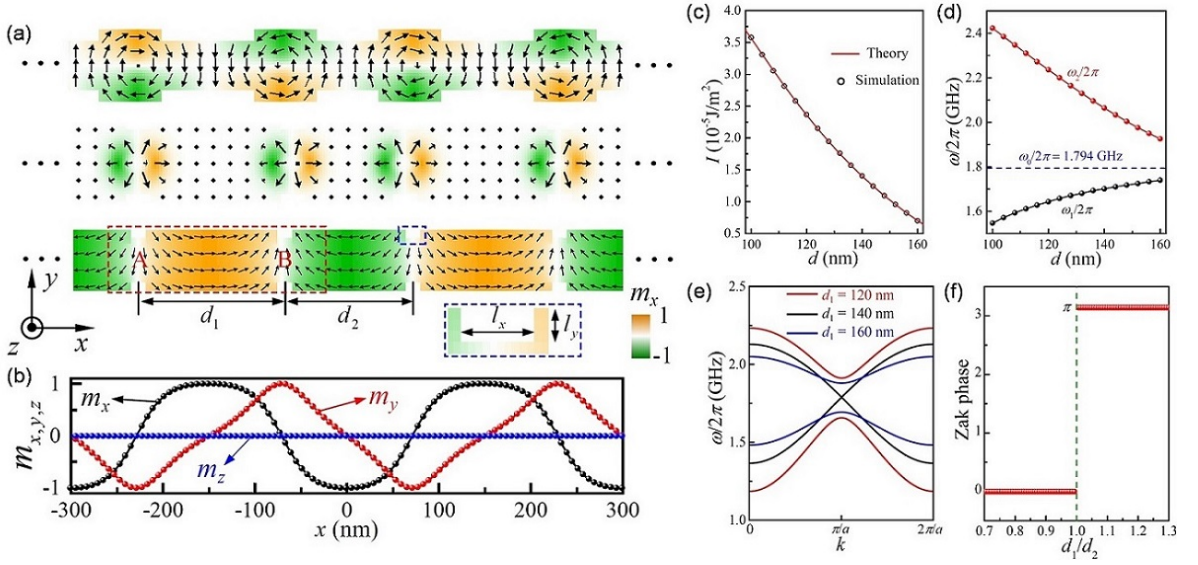 (a)
A
B
d₁
d₂
lₓ
l_y
y
z
x
mₓ
1
-1
(b)
m_{x,y,z}
1
0
-1
mₓ
m_y
m_z
-300 -200 -100 0 100 200 300
x (nm)
(c)
I (10⁻⁵J/m²)
4.0
3.5
3.0
2.5
2.0
1.5
1.0
0.5
Theory
Simulation
100 120 140 160
d (nm)
(d)
ω/2π (GHz)
2.4
2.2
2.0
1.8
1.6
ω₂/2π
ω₀/2π = 1.794 GHz
ω₁/2π
100 120 140 160
d (nm)
(e)
ω/2π (GHz)
2.5
2.0
1.5
1.0
d₁ = 120 nm
d₁ = 140 nm
d₁ = 160 nm
0 π/a 2π/a
k
(f)
Zak phase
3
2
1
0
π
0.7 0.8 0.9 1.0 1.1 1.2 1.3
d₁/d₂